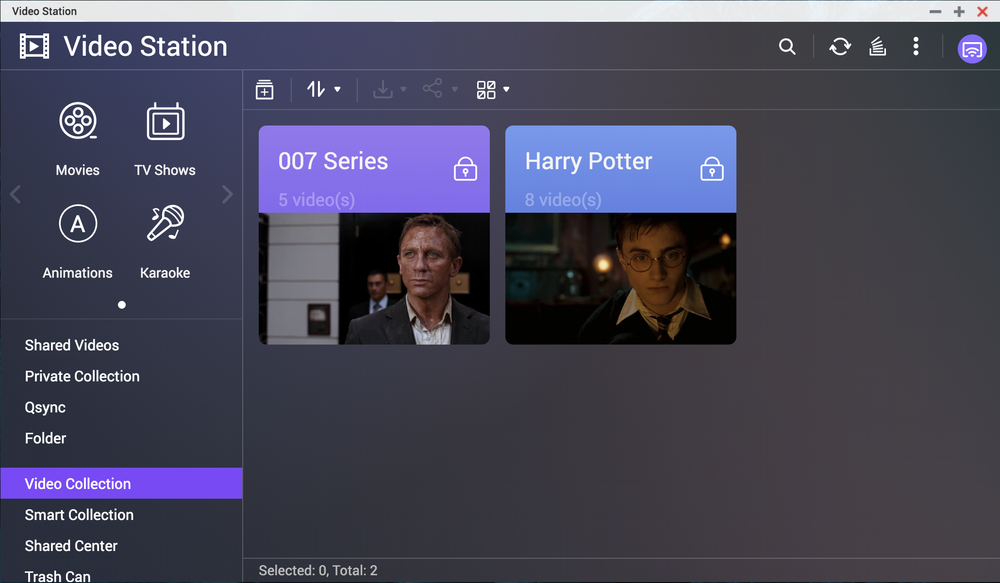 Video Station
Video Station
Movies
TV Shows
A
Animations
Karaoke
Shared Videos
Private Collection
Qsync
Folder
Video Collection
Smart Collection
Shared Center
Trash Can
007 Series
5 video(s)
Harry Potter
8 video(s)
Selected: 0, Total: 2